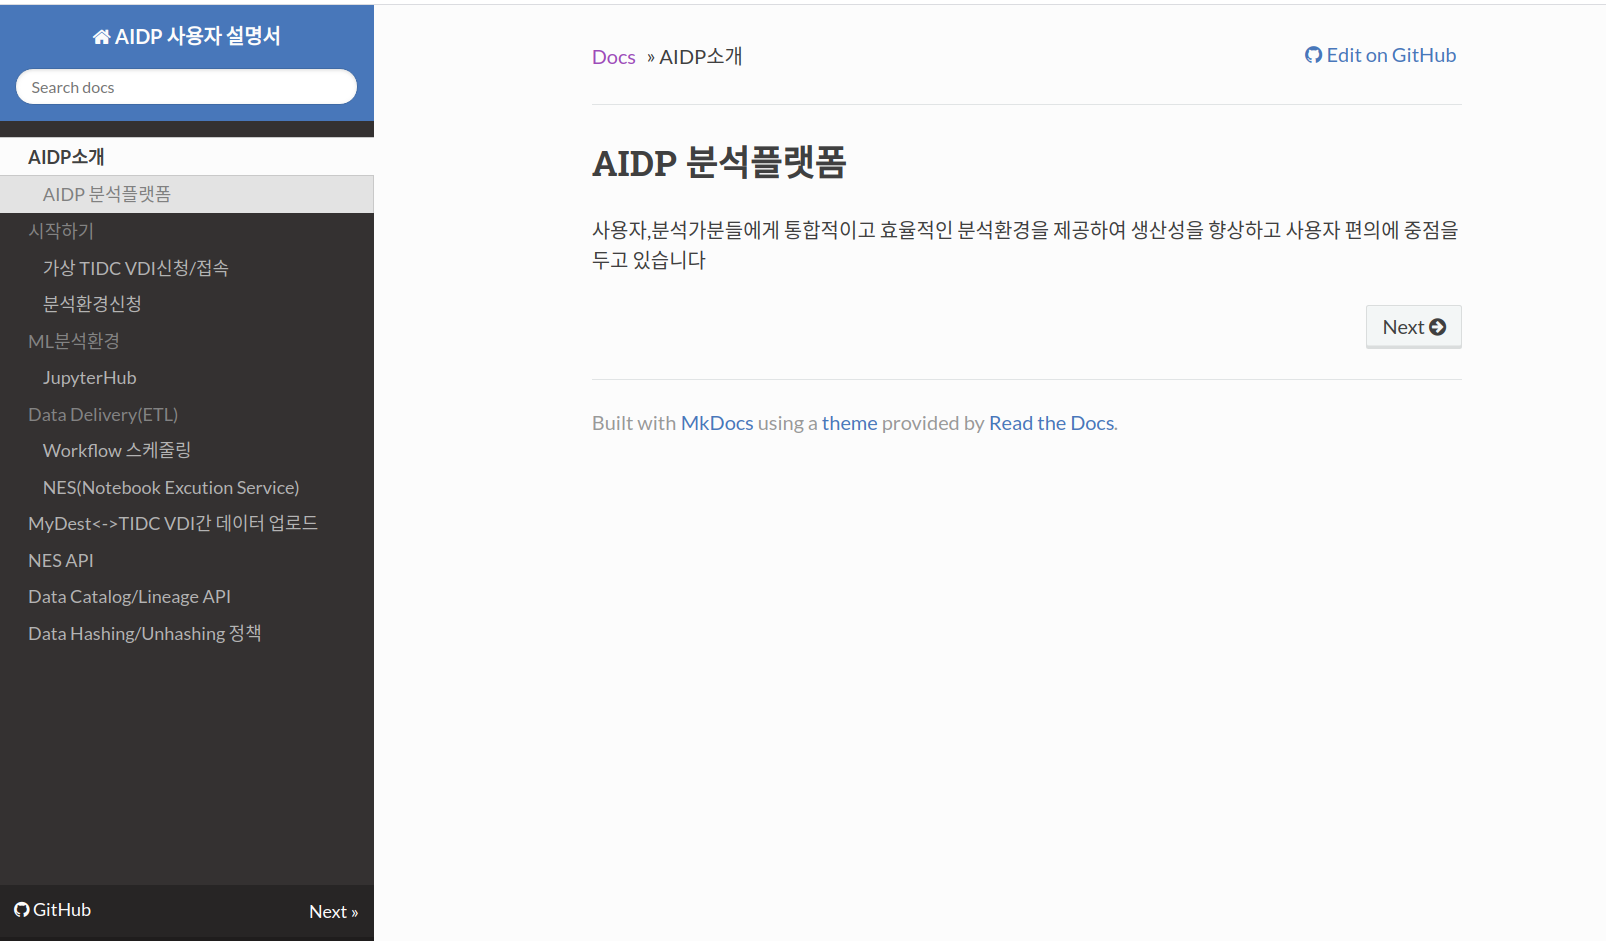 AIDP 사용자 설명서
Search docs
AIDP소개
AIDP 분석플랫폼
시작하기
가상 TIDC VDI신청/접속
분석환경신청
ML분석환경
JupyterHub
Data Delivery(ETL)
Workflow 스케줄링
NES(Notebook Excution Service)
MyDest<->TIDC VDI간 데이터 업로드
NES API
Data Catalog/Lineage API
Data Hashing/Unhashing 정책
GitHub
Next »
Docs » AIDP소개
Edit on GitHub
AIDP 분석플랫폼
사용자,분석가분들에게 통합적이고 효율적인 분석환경을 제공하여 생산성을 향상하고 사용자 편의에 중점을
두고 있습니다
Next
Built with MkDocs using a theme provided by Read the Docs.